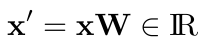 x′ = xW ∈ ℝ